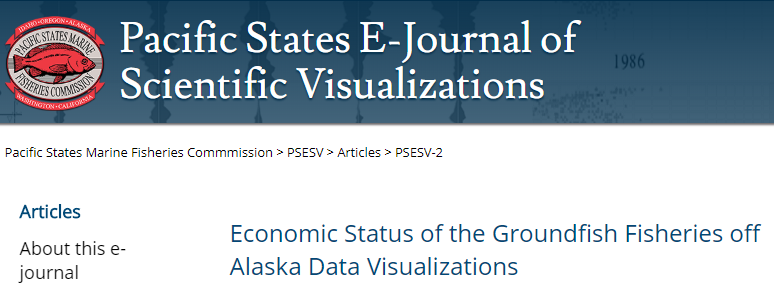 IDAHO • OREGON • ALASKA
PACIFIC STATES MARINE
FISHERIES COMMISSION
WASHINGTON • CALIFORNIA
Pacific States E-Journal of
Scientific Visualizations
1986
Pacific States Marine Fisheries Commmission > PSESV > Articles > PSESV-2
Articles
About this e-
journal
Economic Status of the Groundfish Fisheries off
Alaska Data Visualizations